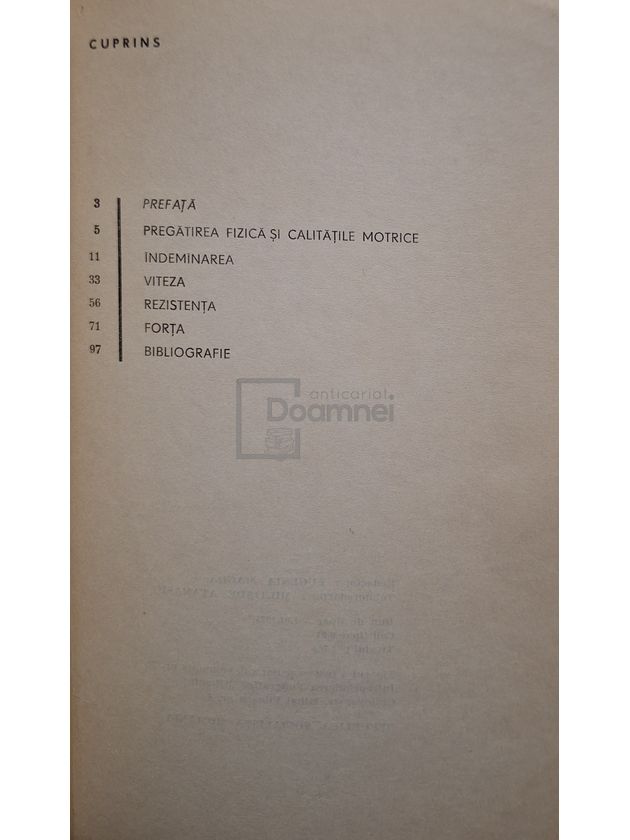 CUPRINS
3 PREFAȚĂ
5 PREGĂTIREA FIZICĂ ȘI CALITĂȚILE MOTRICE
11 INDEMINAREA
33 VITEZA
56 REZISTENȚA
71 FORȚA
97 BIBLIOGRAFIE
anticariat
Doamnei